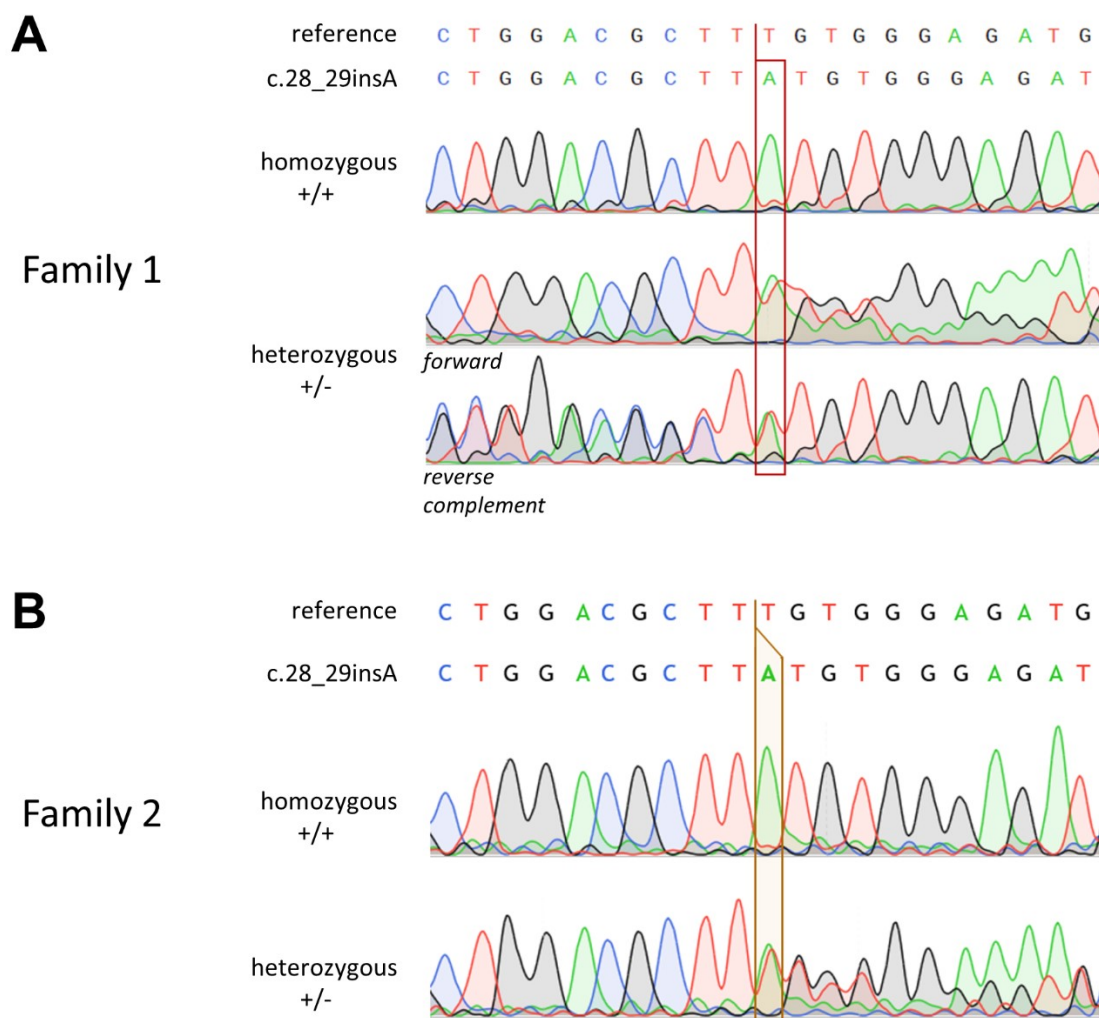 A
reference C T G G A C G C T T T G T G G G A G A T G
c.28_29insA C T G G A C G C T T A T G T G G G A G A T
homozygous
+/+
Family 1
heterozygous
+/-
forward
reverse
complement
B
reference C T G G A C G C T T T G T G G G A G A T G
c.28_29insA C T G G A C G C T T A T G T G G G A G A T
homozygous
+/+
Family 2
heterozygous
+/-